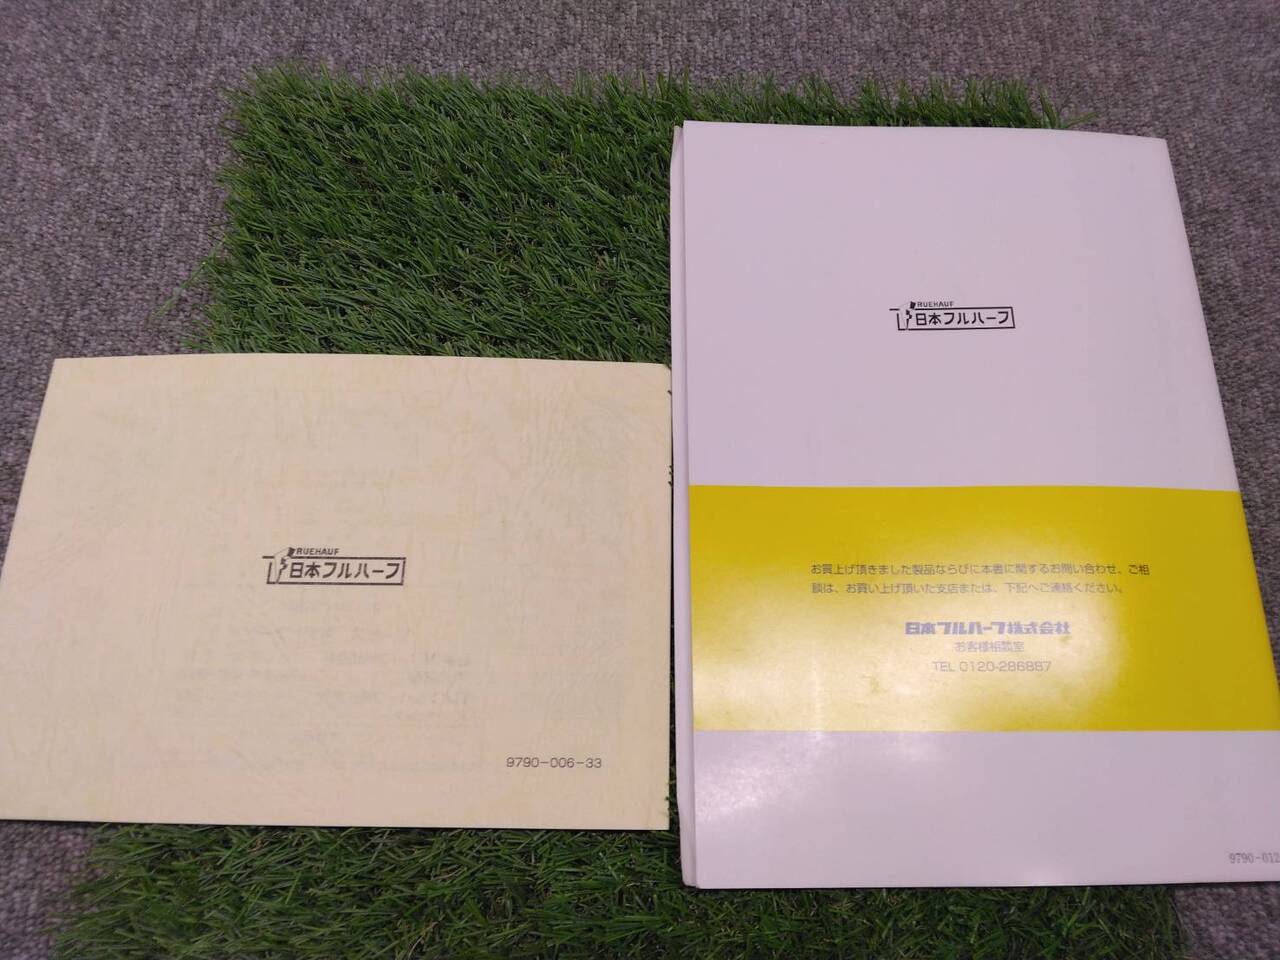 RUEHAUF
日本フルハーフ
9790-006-33
RUEHAUF
日本フルハーフ
お買上げ頂きました製品ならびに本書に関するお問い合わせ、ご相
談は、お買い上げ頂いた支店または、下記へご連絡ください。
日本フルハーフ株式会社
お客様相談室
TEL 0120-286887
9790-012